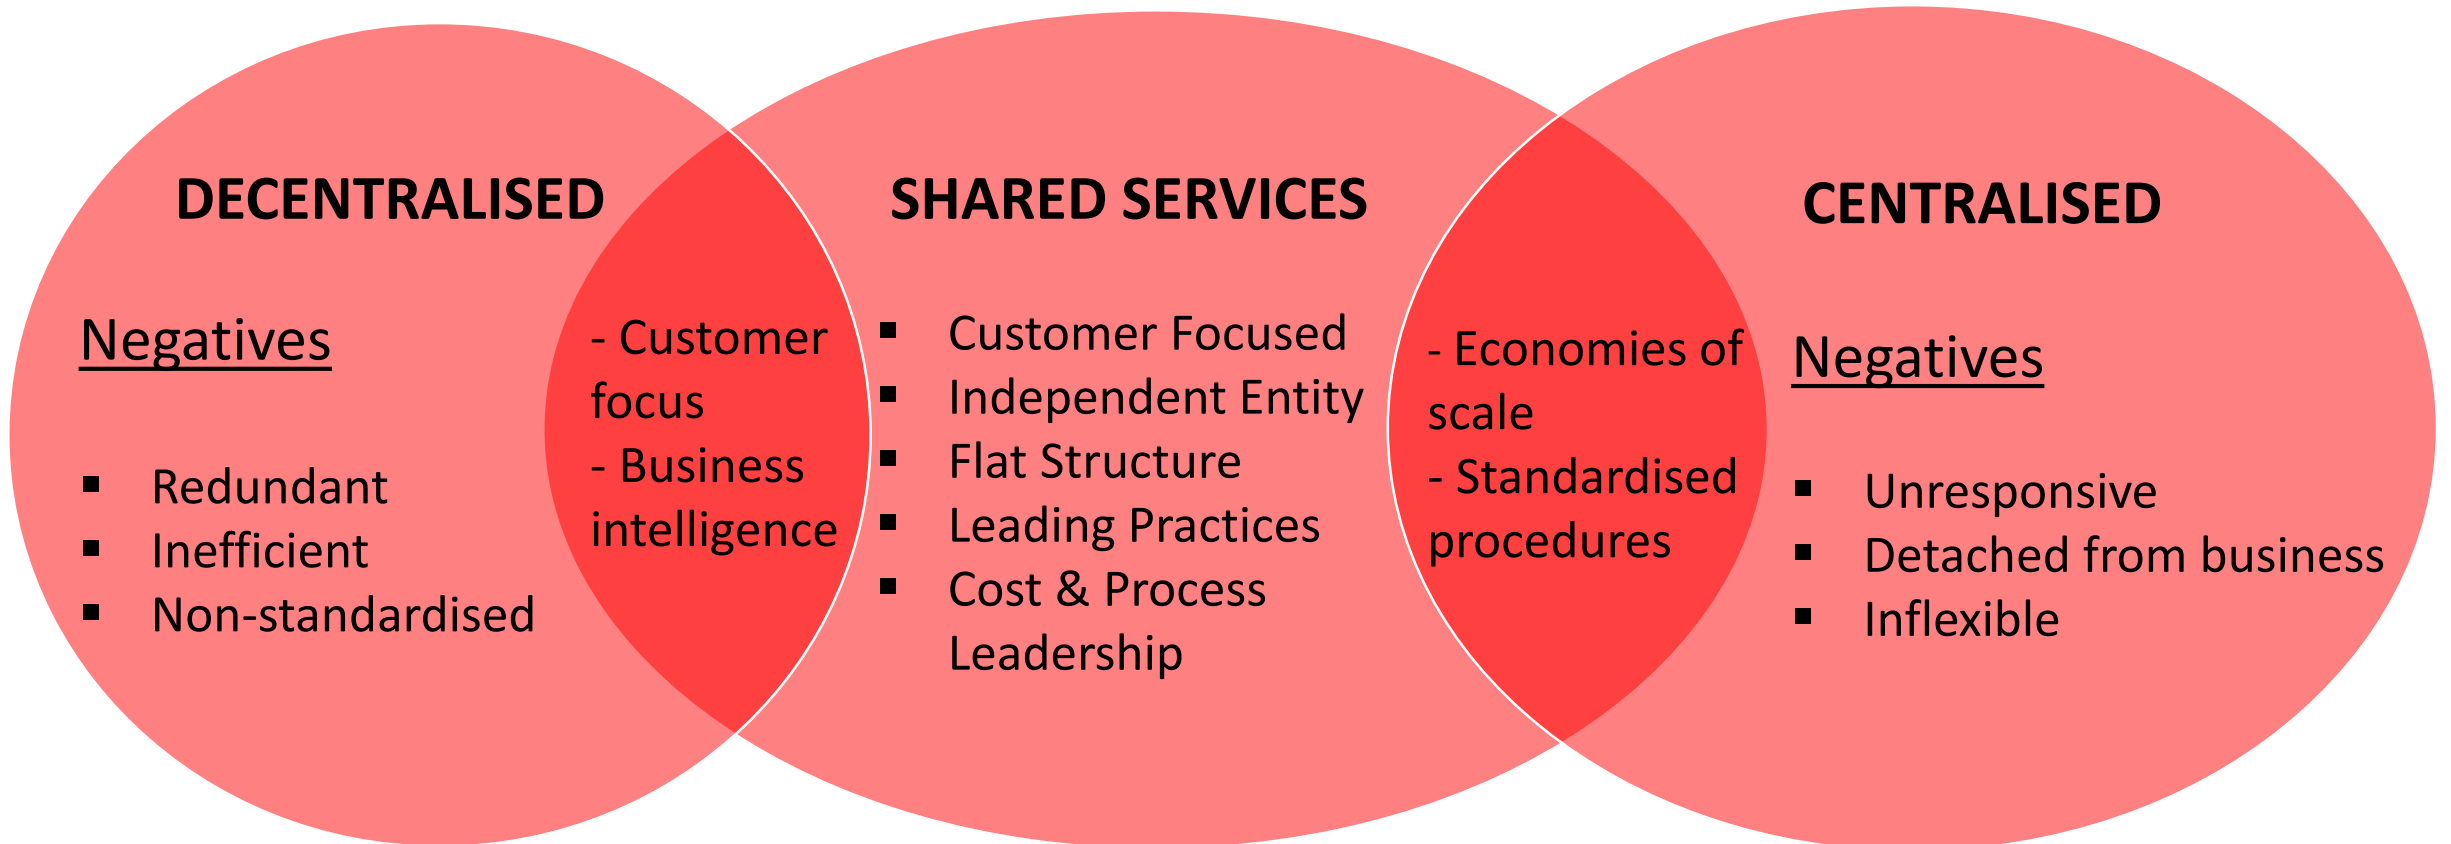 DECENTRALISED
Negatives
▪ Redundant
▪ Inefficient
▪ Non-standardised
- Customer
focus
- Business
intelligence
SHARED SERVICES
▪ Customer Focused
▪ Independent Entity
▪ Flat Structure
▪ Leading Practices
▪ Cost & Process
Leadership
- Economies of
scale
- Standardised
procedures
CENTRALISED
Negatives
▪ Unresponsive
▪ Detached from business
▪ Inflexible